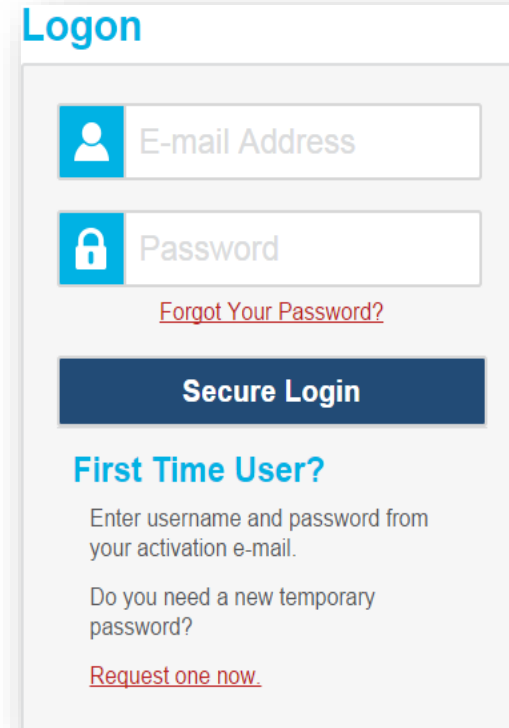 Logon
E-mail Address
Password
Forgot Your Password?
Secure Login
First Time User?
Enter username and password from
your activation e-mail.
Do you need a new temporary
password?
Request one now.